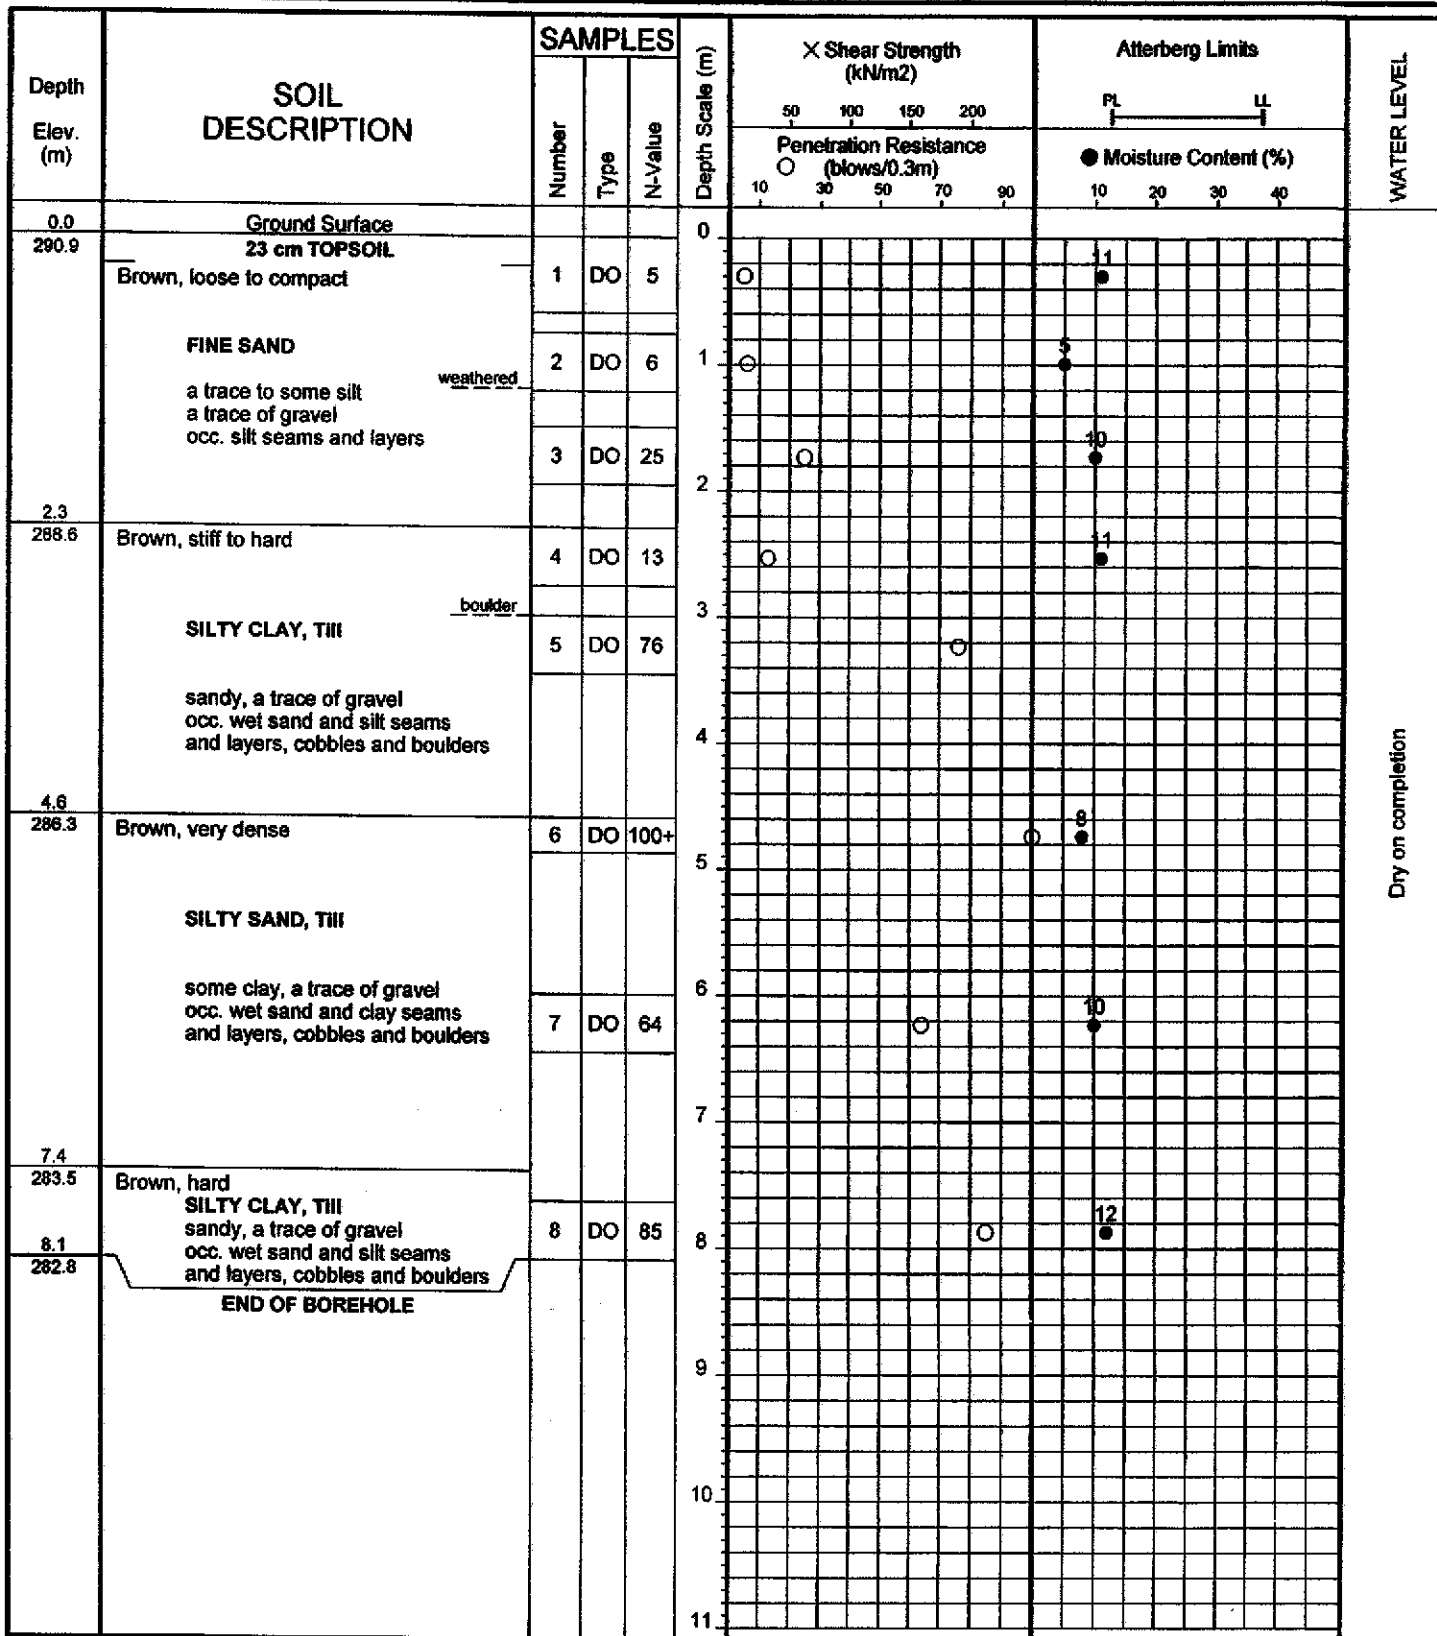 Depth
Elev.
(m)
SOIL
DESCRIPTION
SAMPLES
Number
Type
N-Value
Depth Scale (m)
X Shear Strength
(kN/m2)
50 100 150 200
Penetration Resistance
O (blows/0.3m)
10 30 50 70 90
Atterberg Limits
PL LL
● Moisture Content (%)
10 20 30 40
WATER LEVEL
0.0 Ground Surface 0
290.9 23 cm TOPSOIL
Brown, loose to compact 1 DO 5 11
FINE SAND 2 DO 6 1 5
weathered
a trace to some silt
a trace of gravel
occ. silt seams and layers
3 DO 25 10
2
2.3
288.6 Brown, stiff to hard 4 DO 13 11
boulder 3
SILTY CLAY, Till 5 DO 76
sandy, a trace of gravel
occ. wet sand and silt seams
and layers, cobbles and boulders 4
Dry on completion
4.6
286.3 Brown, very dense 6 DO 100+ 8
5
SILTY SAND, Till
some clay, a trace of gravel 6
occ. wet sand and clay seams 7 DO 64 10
and layers, cobbles and boulders
7
7.4
283.5 Brown, hard
SILTY CLAY, Till
sandy, a trace of gravel 8 DO 85 12
8.1 occ. wet sand and silt seams 8
282.8 and layers, cobbles and boulders
END OF BOREHOLE
9
10
11